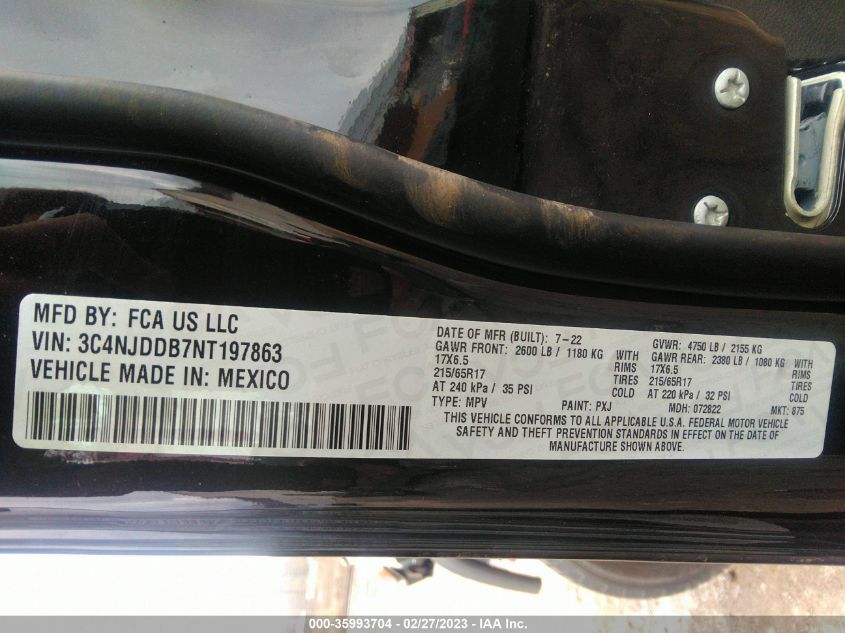 MFD BY: FCA US LLC
VIN: 3C4NJDDB7NT197863
VEHICLE MADE IN: MEXICO
DATE OF MFR (BUILT): 7-22 GVWR: 4750 LB / 2155 KG
GAWR FRONT: 2600 LB / 1180 KG WITH GAWR REAR: 2380 LB / 1080 KG WITH
17X6.5 RIMS 17X6.5 RIMS
215/65R17 TIRES 215/65R17 TIRES
AT 240 kPa / 35 PSI COLD AT 220 kPa / 32 PSI COLD
TYPE: MPV PAINT: PXJ MDH: 072822 MKT: 875
THIS VEHICLE CONFORMS TO ALL APPLICABLE U.S.A. FEDERAL MOTOR VEHICLE
SAFETY AND THEFT PREVENTION STANDARDS IN EFFECT ON THE DATE OF
MANUFACTURE SHOWN ABOVE.
000-35993704 - 02/27/2023 - IAA Inc.